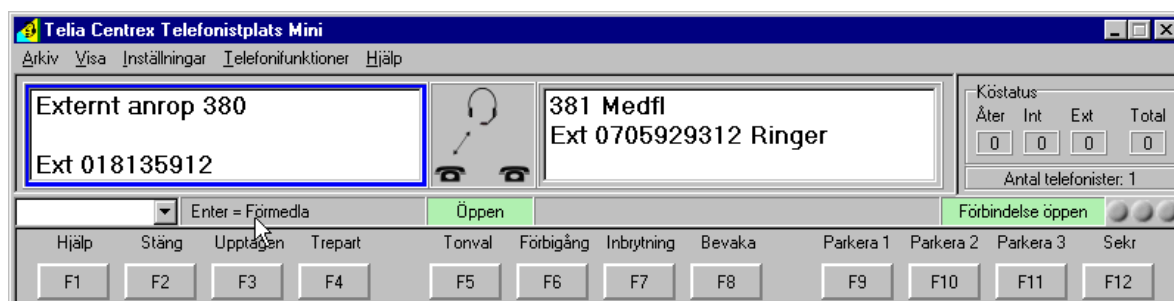 Telia Centrex Telefonistplats Mini
Arkiv Visa Inställningar Telefonifunktioner Hjälp
Externt anrop 380
Ext 018135912
381 Medfl
Ext 0705929312 Ringer
Köstatus
Åter Int Ext Total
0 0 0 0
Antal telefonister: 1
Enter = Förmedla
Öppen
Förbindelse öppen
Hjälp Stäng Upptagen Trepart Tonval Förbigång Inbrytning Bevaka Parkera 1 Parkera 2 Parkera 3 Sekr
F1 F2 F3 F4 F5 F6 F7 F8 F9 F10 F11 F12